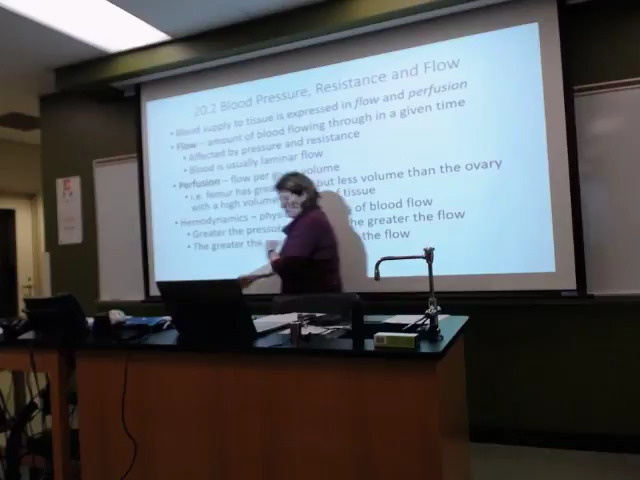 20.2 Blood Pressure, Resistance and Flow
• Blood supply to tissue is expressed in flow and perfusion
• Flow – amount of blood flowing through in a given time
• Affected by pressure and resistance
• Blood is usually laminar flow
• Perfusion – flow per volume
• i.e. femur has but less volume than the ovary
with a high of tissue
• Hemodynamics – of blood flow
• Greater the the greater the flow
• The greater the the flow